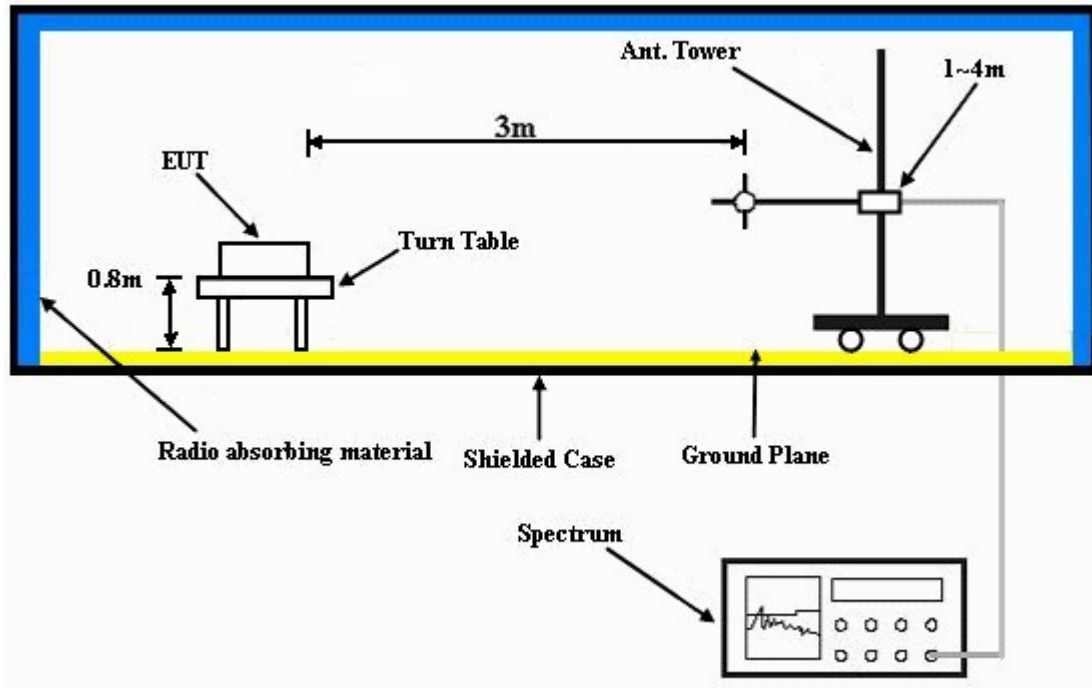 Ant. Tower
1~4m
3m
EUT
Turn Table
0.8m
Radio absorbing material
Shielded Case
Ground Plane
Spectrum